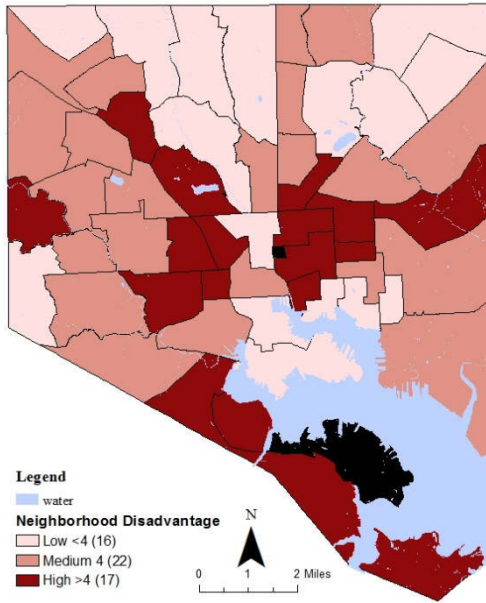 Legend
water
Neighborhood Disadvantage
Low <4 (16)
Medium 4 (22)
High >4 (17)
N
0 1 2 Miles